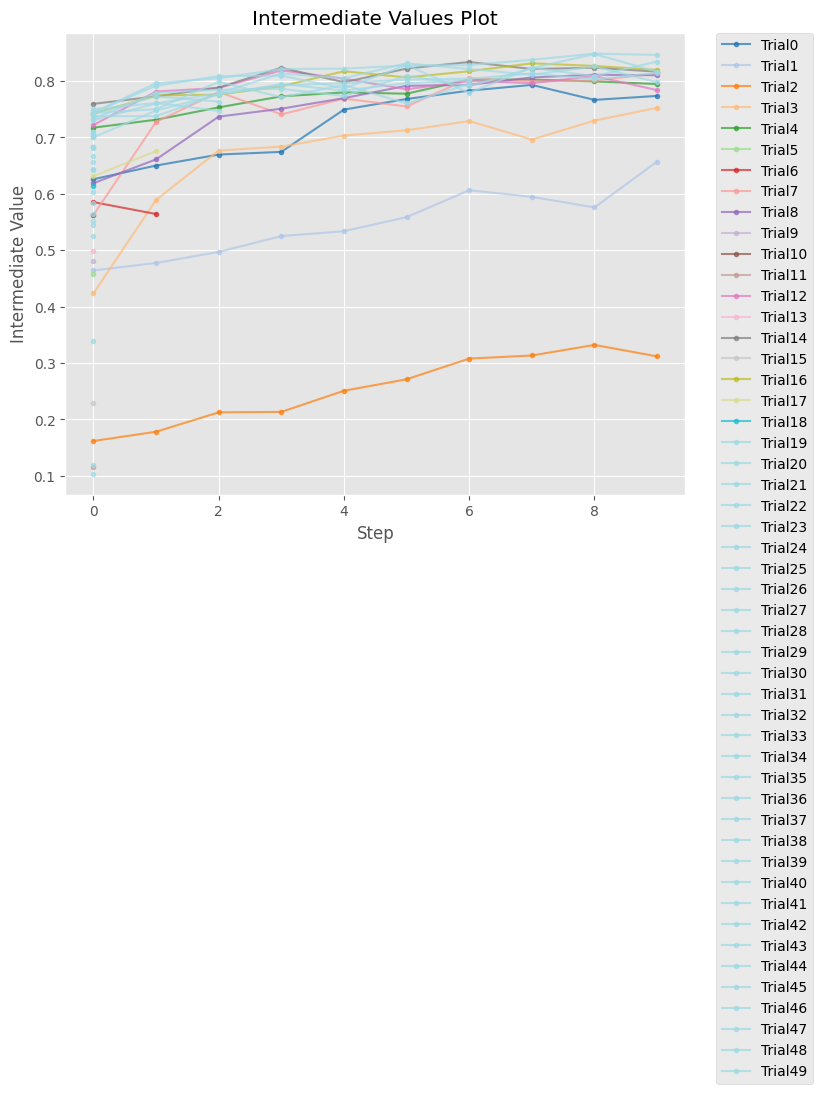 Intermediate Values Plot
Intermediate Value
0.8
0.7
0.6
0.5
0.4
0.3
0.2
0.1
0 2 4 6 8
Step
Trial0
Trial1
Trial2
Trial3
Trial4
Trial5
Trial6
Trial7
Trial8
Trial9
Trial10
Trial11
Trial12
Trial13
Trial14
Trial15
Trial16
Trial17
Trial18
Trial19
Trial20
Trial21
Trial22
Trial23
Trial24
Trial25
Trial26
Trial27
Trial28
Trial29
Trial30
Trial31
Trial32
Trial33
Trial34
Trial35
Trial36
Trial37
Trial38
Trial39
Trial40
Trial41
Trial42
Trial43
Trial44
Trial45
Trial46
Trial47
Trial48
Trial49